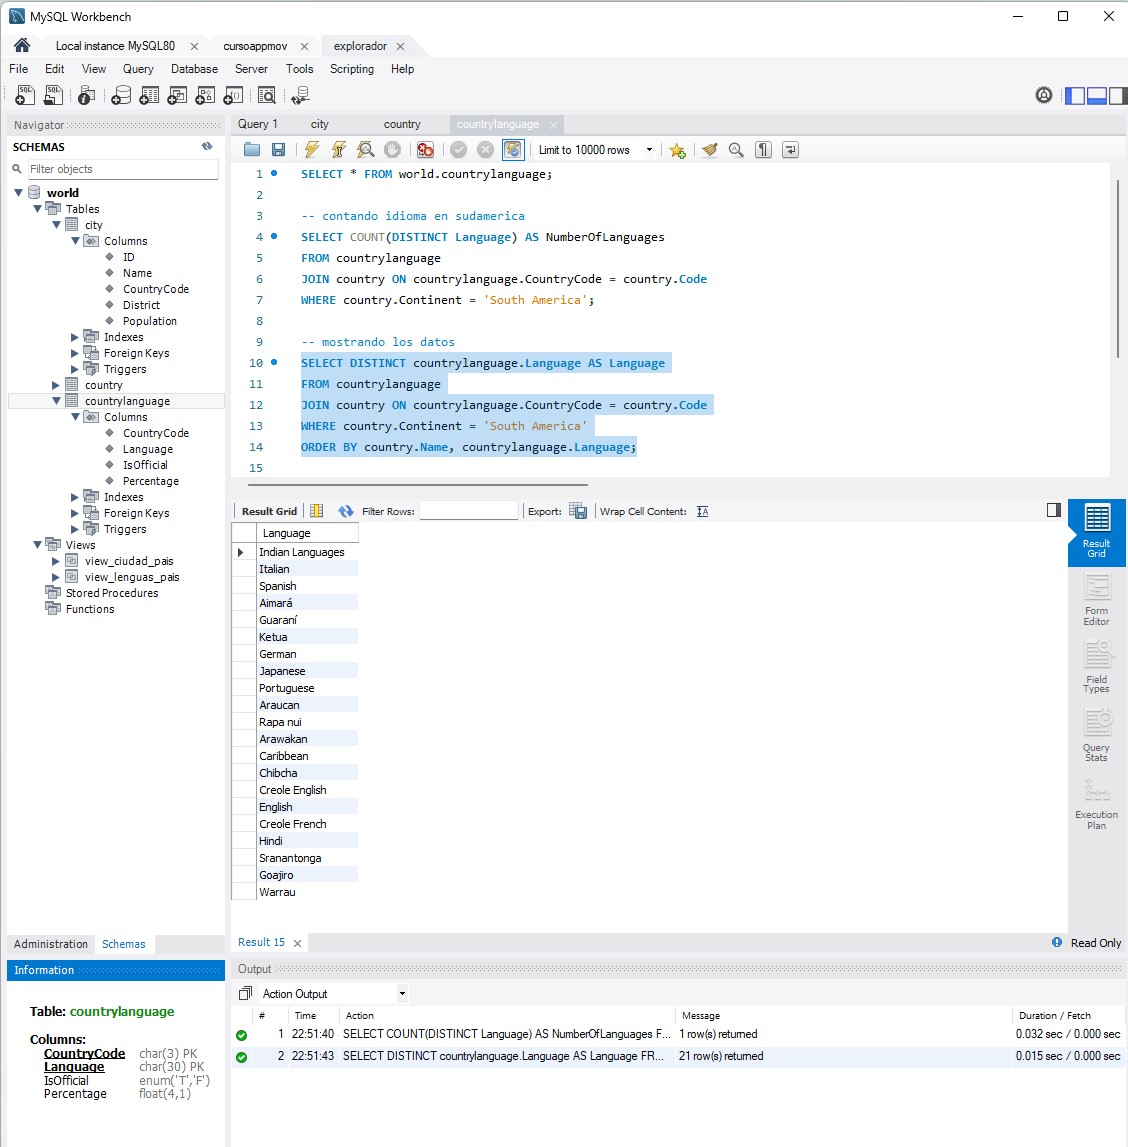 MySQL Workbench
Local instance MySQL80
cursoappmov
explorador
File Edit View Query Database Server Tools Scripting Help
Navigator
SCHEMAS
Filter objects
world
Tables
city
Columns
ID
Name
CountryCode
District
Population
Indexes
Foreign Keys
Triggers
country
countrylanguage
Columns
CountryCode
Language
IsOfficial
Percentage
Indexes
Foreign Keys
Triggers
Views
view_ciudad_pais
view_lenguas_pais
Stored Procedures
Functions
Administration Schemas
Information
Table: countrylanguage
Columns:
CountryCode char(3) PK
Language char(30) PK
IsOfficial enum('T','F')
Percentage float(4,1)
Query 1 city country countrylanguage
Limit to 10000 rows
1 SELECT * FROM world.countrylanguage;
2
3 -- contando idioma en sudamerica
4 SELECT COUNT(DISTINCT Language) AS NumberOfLanguages
5 FROM countrylanguage
6 JOIN country ON countrylanguage.CountryCode = country.Code
7 WHERE country.Continent = 'South America';
8
9 -- mostrando los datos
10 SELECT DISTINCT countrylanguage.Language AS Language
11 FROM countrylanguage
12 JOIN country ON countrylanguage.CountryCode = country.Code
13 WHERE country.Continent = 'South America'
14 ORDER BY country.Name, countrylanguage.Language;
15
Result Grid Filter Rows: Export: Wrap Cell Content:
Language
Indian Languages
Italian
Spanish
Aimará
Guaraní
Ketua
German
Japanese
Portuguese
Araucan
Rapa nui
Arawakan
Caribbean
Chibcha
Creole English
English
Creole French
Hindi
Sranantonga
Goajiro
Warrau
Result Grid
Form Editor
Field Types
Query Stats
Execution Plan
Result 15
Read Only
Output
Action Output
# Time Action Message Duration / Fetch
1 22:51:40 SELECT COUNT(DISTINCT Language) AS NumberOfLanguages F... 1 row(s) returned 0.032 sec / 0.000 sec
2 22:51:43 SELECT DISTINCT countrylanguage.Language AS Language FR... 21 row(s) returned 0.015 sec / 0.000 sec